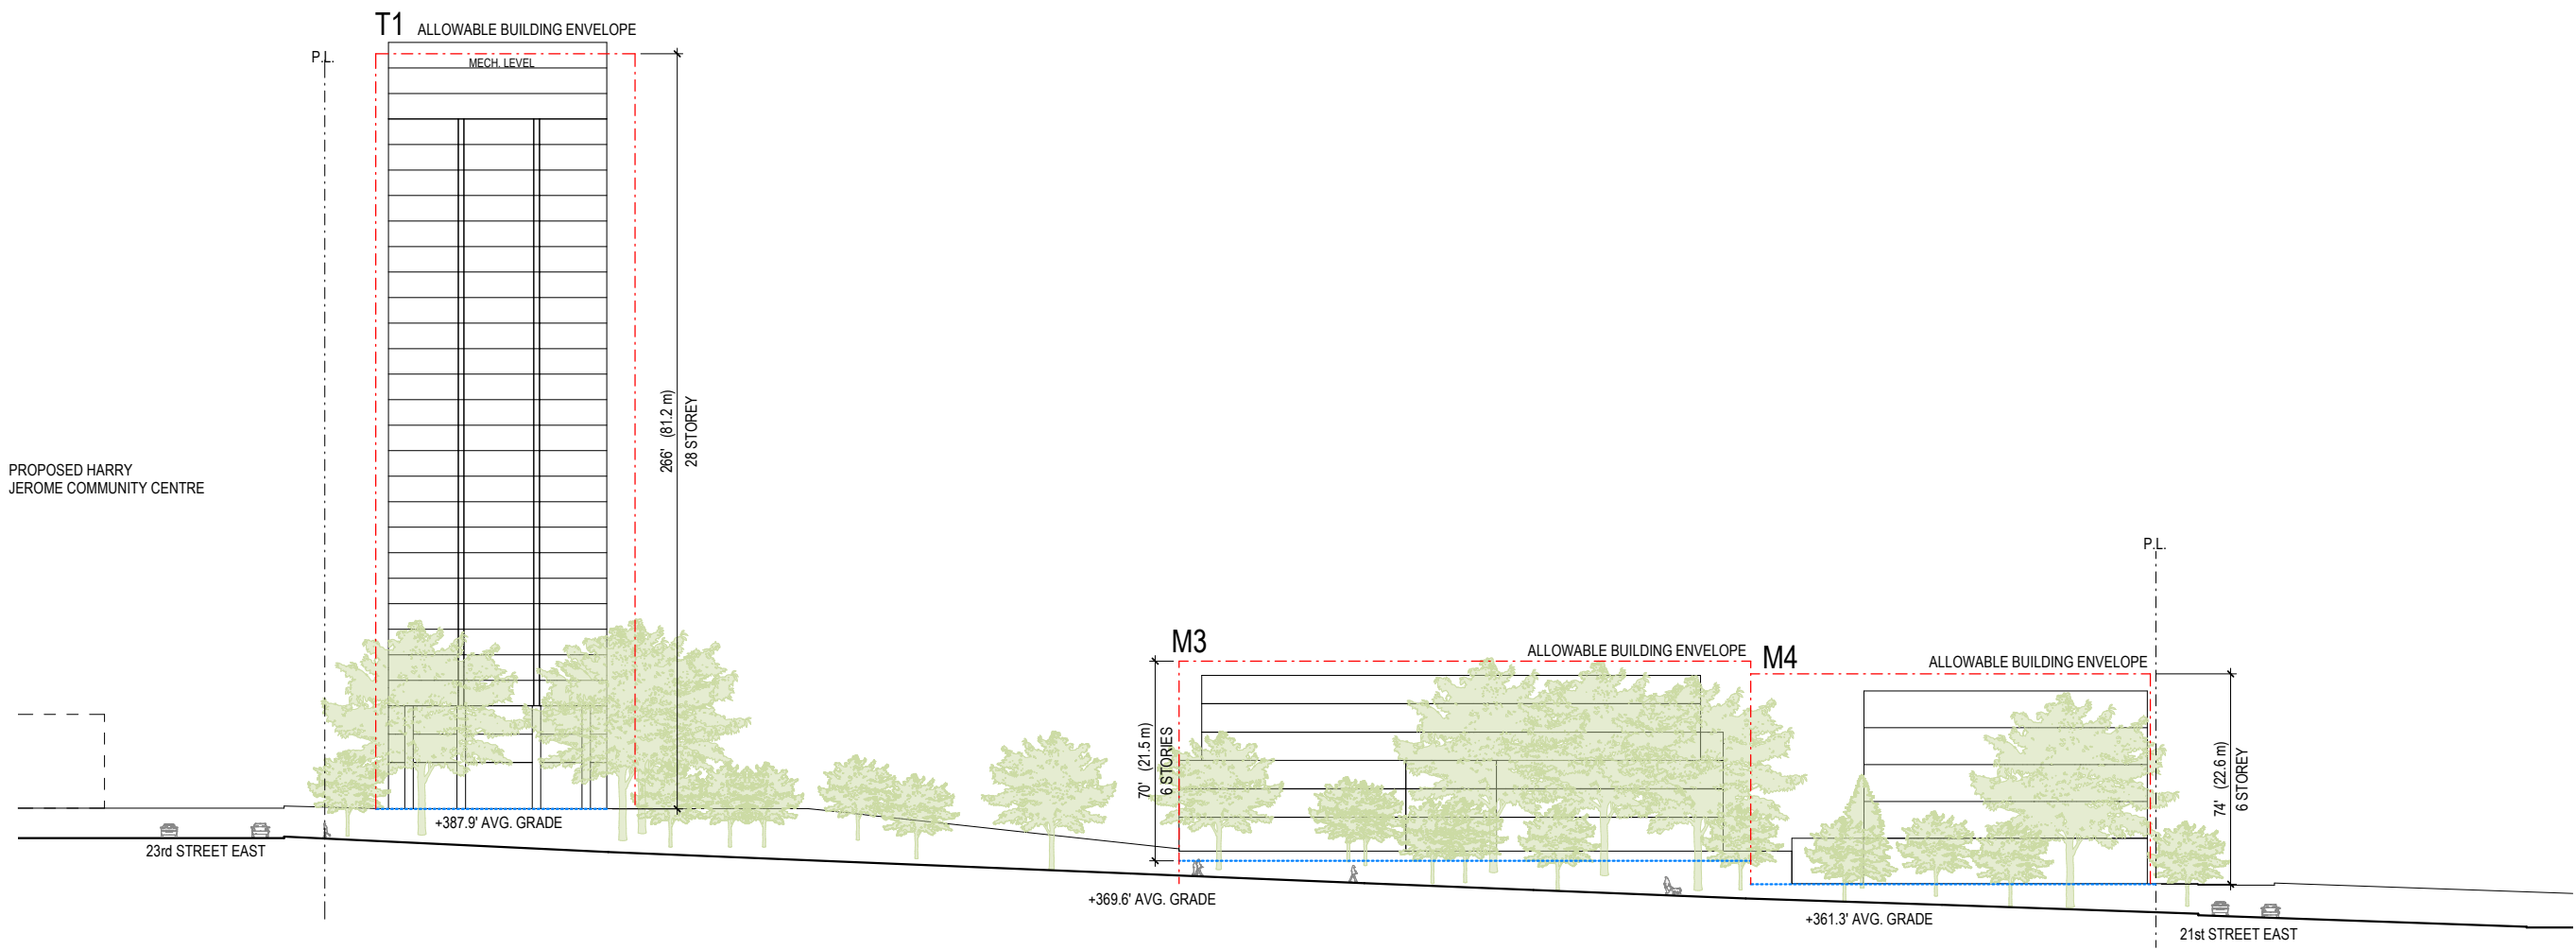 T1 ALLOWABLE BUILDING ENVELOPE
P.L.
MECH. LEVEL
266' (81.2 m)
28 STOREY
PROPOSED HARRY
JEROME COMMUNITY CENTRE
P.L.
M3
ALLOWABLE BUILDING ENVELOPE
M4
ALLOWABLE BUILDING ENVELOPE
70' (21.5 m)
6 STORIES
74' (22.6 m)
6 STOREY
+387.9' AVG. GRADE
23rd STREET EAST
+369.6' AVG. GRADE
+361.3' AVG. GRADE
21st STREET EAST